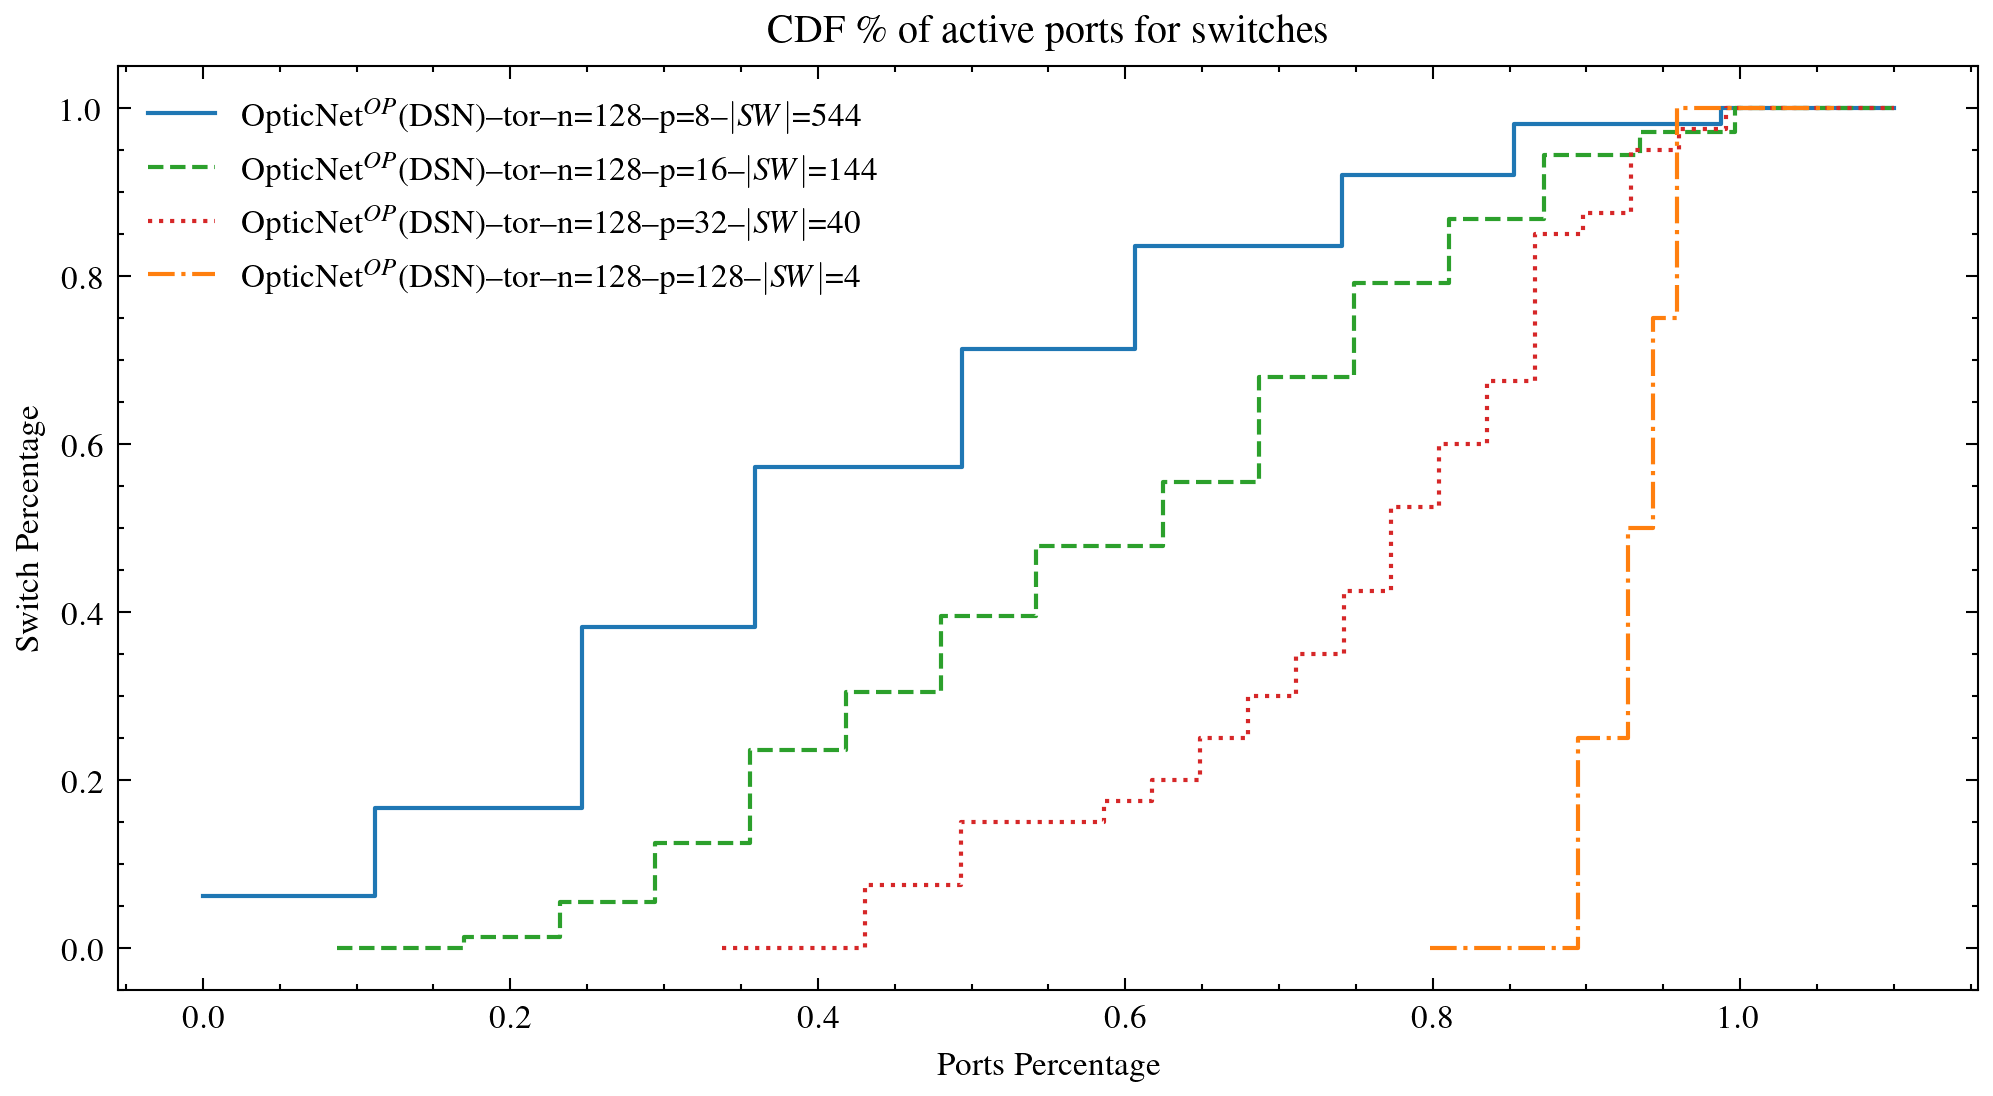 CDF % of active ports for switches
OpticNet^OP(DSN)–tor–n=128–p=8–|SW|=544
OpticNet^OP(DSN)–tor–n=128–p=16–|SW|=144
OpticNet^OP(DSN)–tor–n=128–p=32–|SW|=40
OpticNet^OP(DSN)–tor–n=128–p=128–|SW|=4
Switch Percentage
1.0
0.8
0.6
0.4
0.2
0.0
0.0 0.2 0.4 0.6 0.8 1.0
Ports Percentage